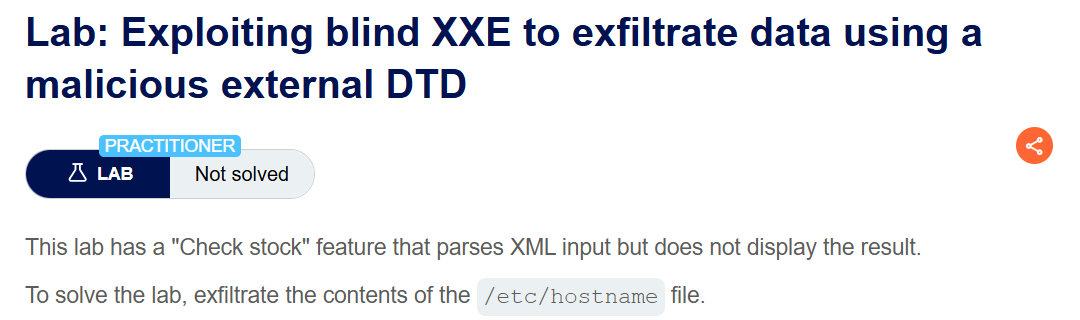 Lab: Exploiting blind XXE to exfiltrate data using a
malicious external DTD
PRACTITIONER
LAB Not solved
This lab has a "Check stock" feature that parses XML input but does not display the result.
To solve the lab, exfiltrate the contents of the /etc/hostname file.